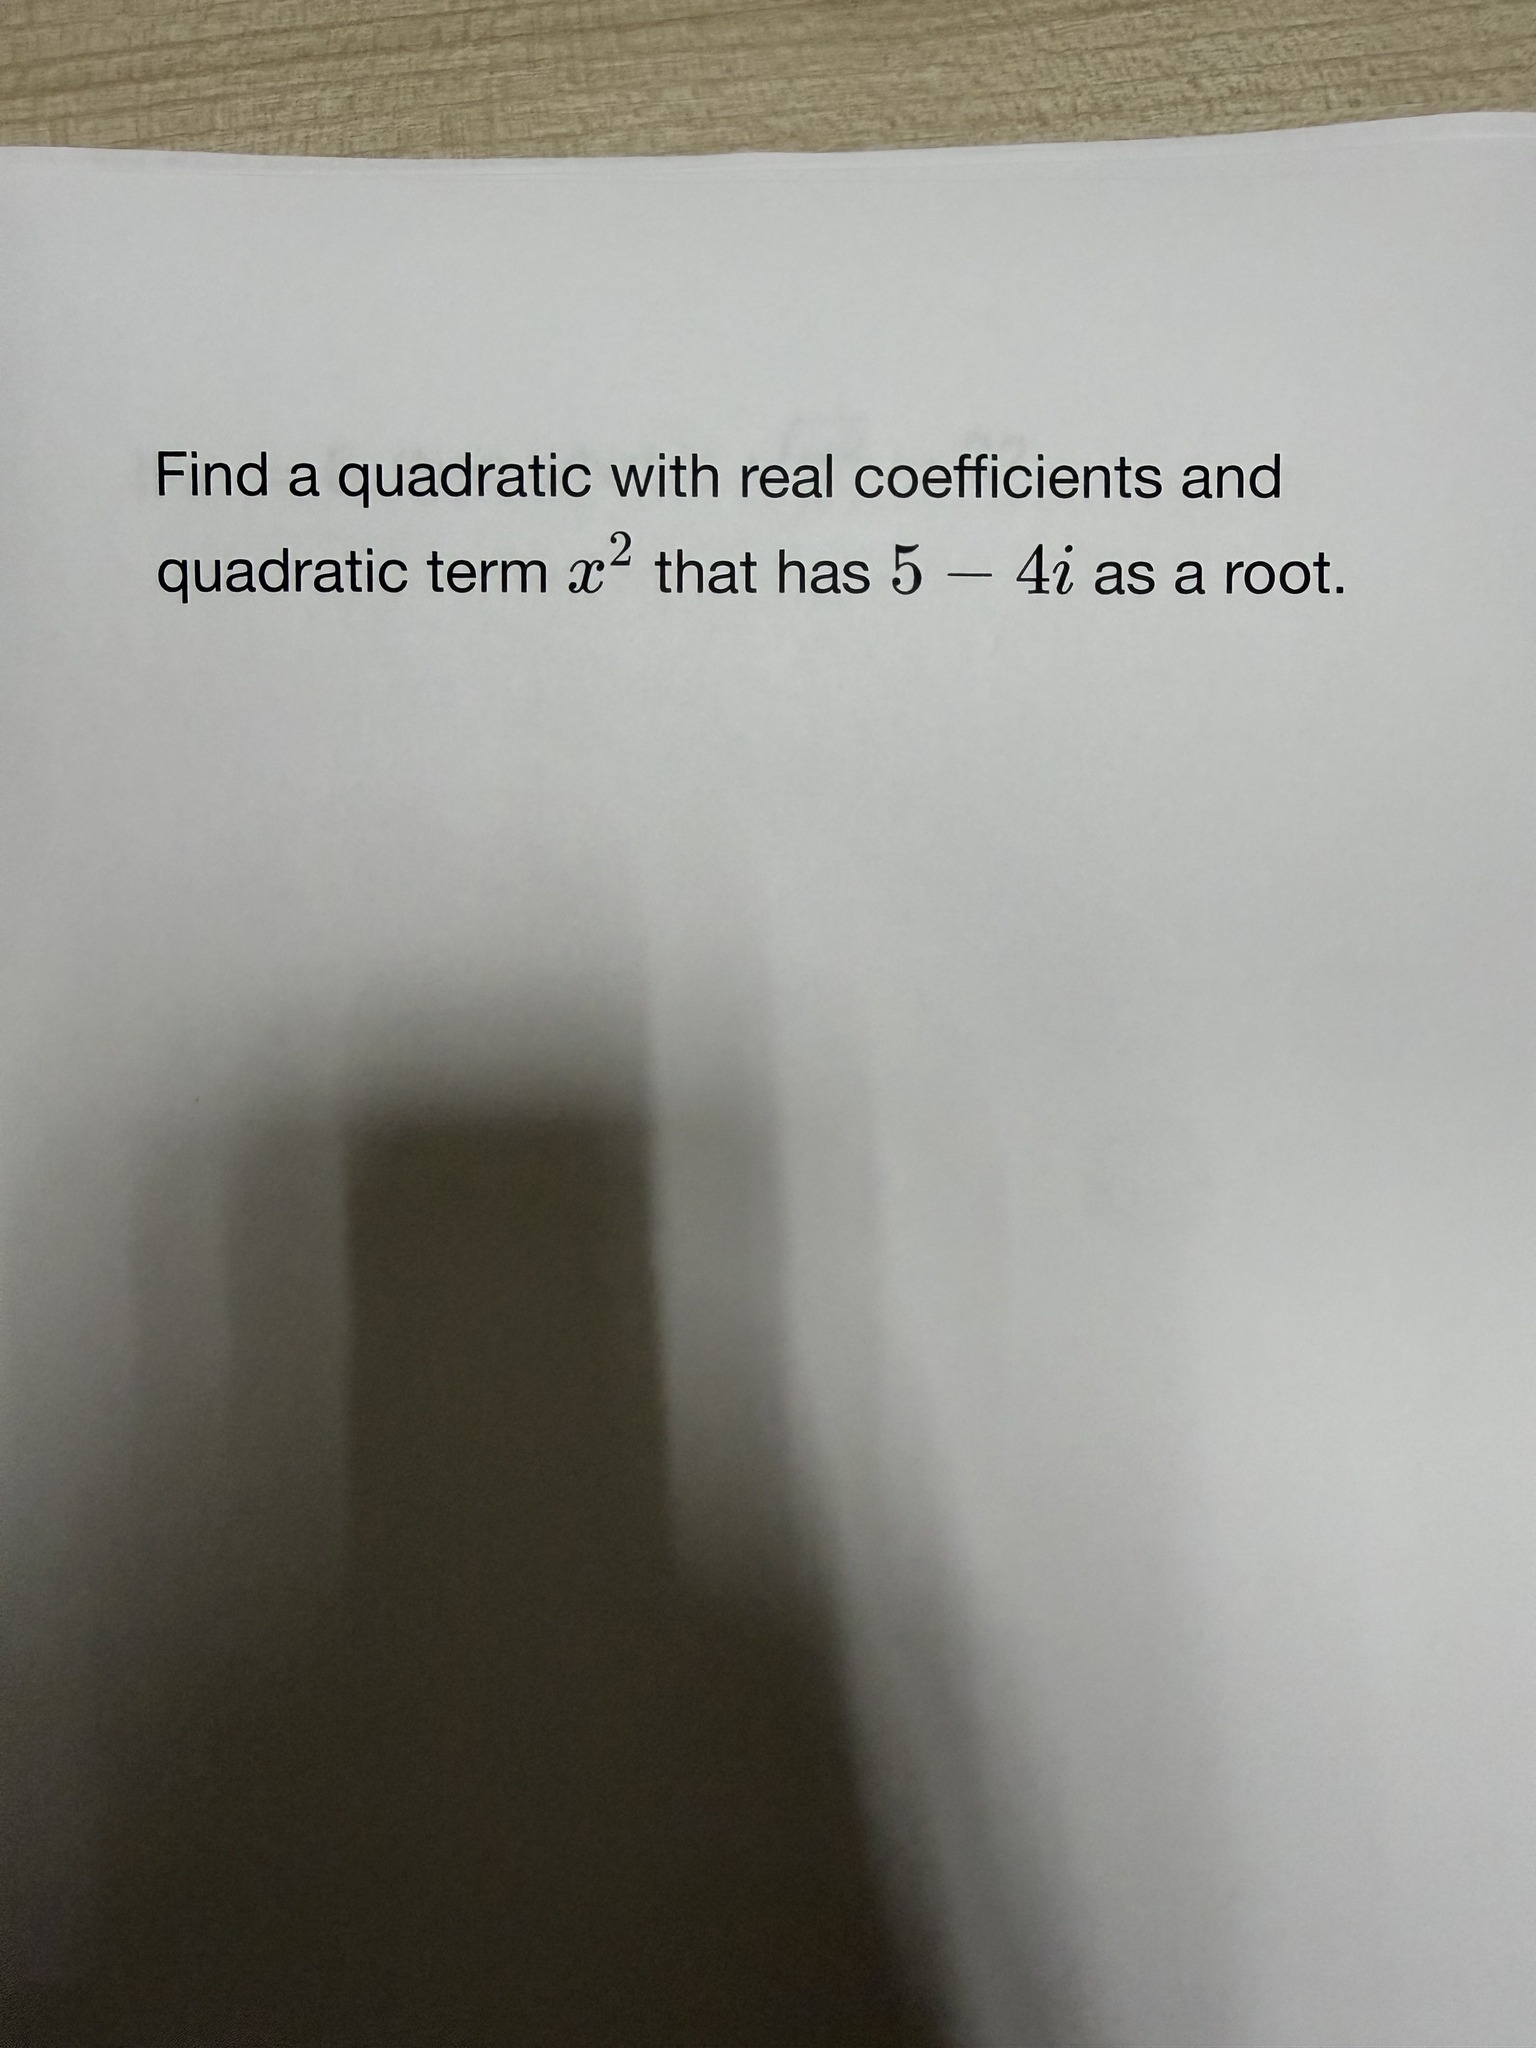 Find a quadratic with real coefficients and
quadratic term $x^2$ that has $5 - 4i$ as a root.